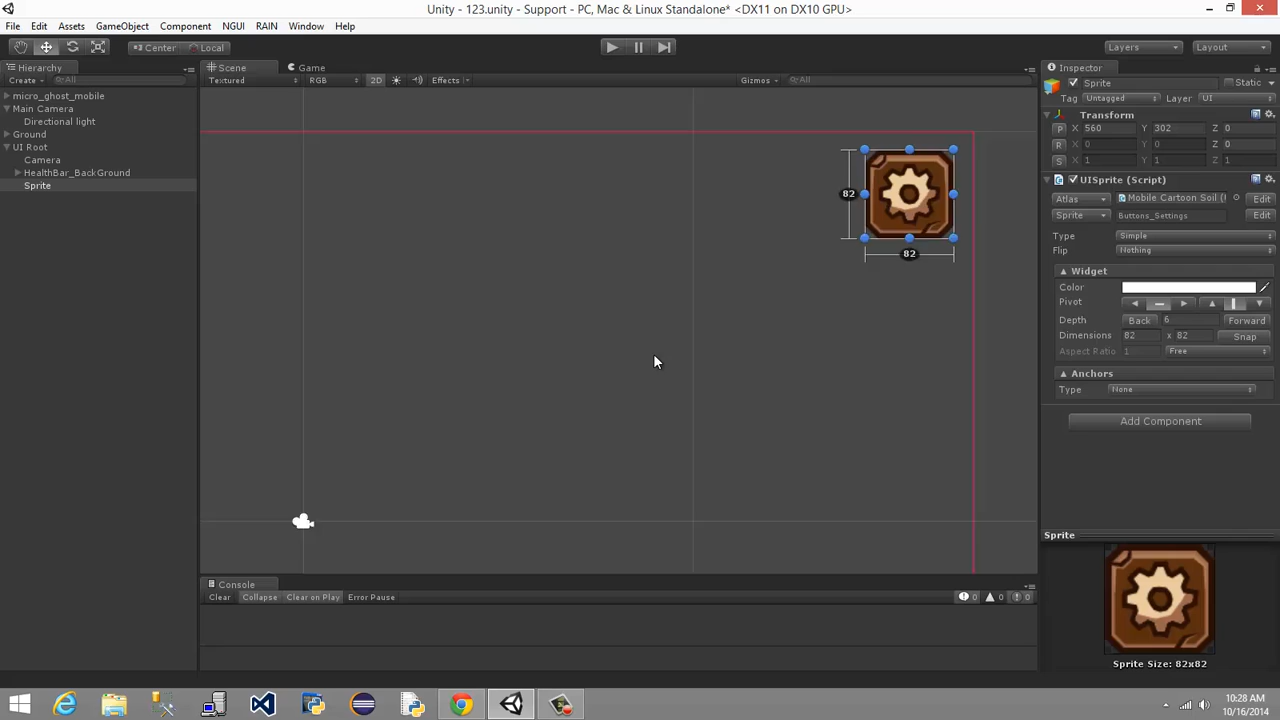 Unity - 123.unity - Support - PC, Mac & Linux Standalone* <DX11 on DX10 GPU>
File Edit Assets GameObject Component NGUI RAIN Window Help
Center Local Layers Layout
Hierarchy Scene Game Inspector
Create All Textured RGB 2D Effects Gizmos All Sprite Static
micro_ghost_mobile Tag Untagged Layer UI
Main Camera Transform
Directional light P X 560 Y 302 Z 0
Ground R X 0 Y 0 Z 0
UI Root S X 1 Y 1 Z 1
Camera
HealthBar_BackGround UISprite (Script)
Sprite 82 Atlas Mobile Cartoon Soil ( Edit
Sprite Buttons_Settings Edit
Type Simple
82 Flip Nothing
Widget
Color
Pivot
Depth Back 6 Forward
Dimensions 82 x 82 Snap
Aspect Ratio 1 Free
Anchors
Type None
Add Component
Sprite
Console
Clear Collapse Clear on Play Error Pause 0 0 0
Sprite Size: 82x82
10:28 AM
10/16/2014